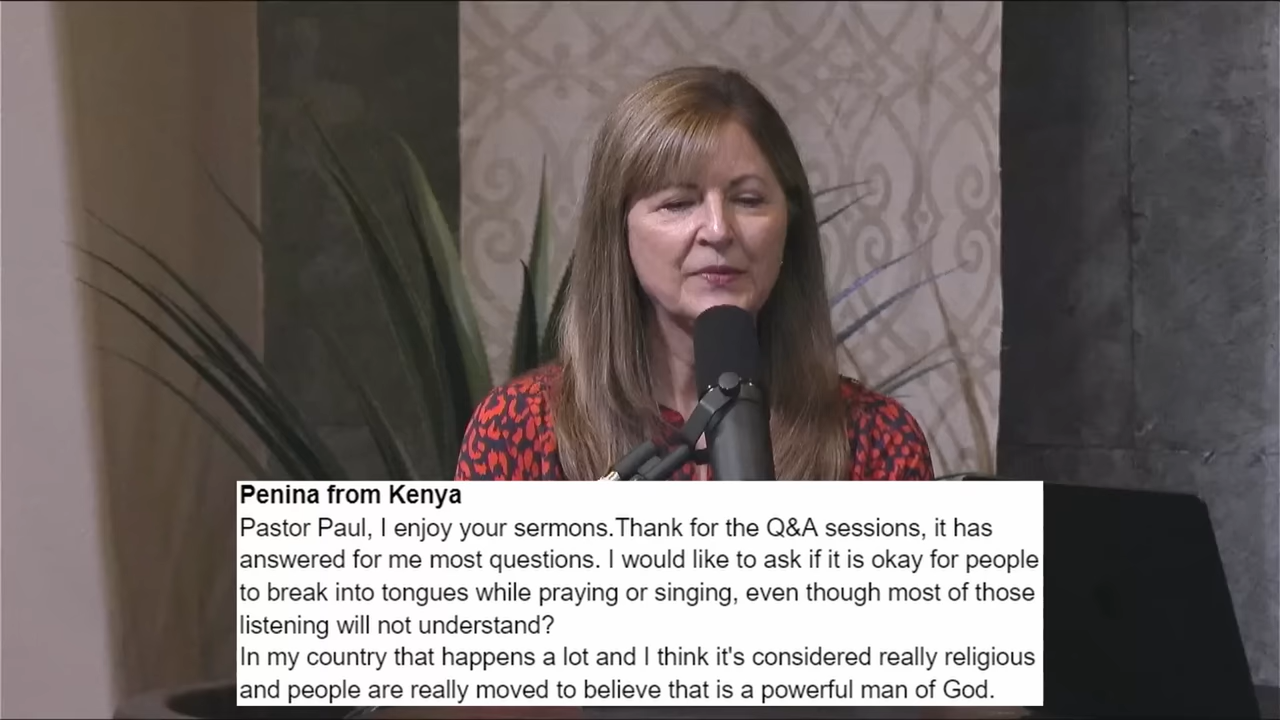 Penina from Kenya
Pastor Paul, I enjoy your sermons.Thank for the Q&A sessions, it has
answered for me most questions. I would like to ask if it is okay for people
to break into tongues while praying or singing, even though most of those
listening will not understand?
In my country that happens a lot and I think it's considered really religious
and people are really moved to believe that is a powerful man of God.